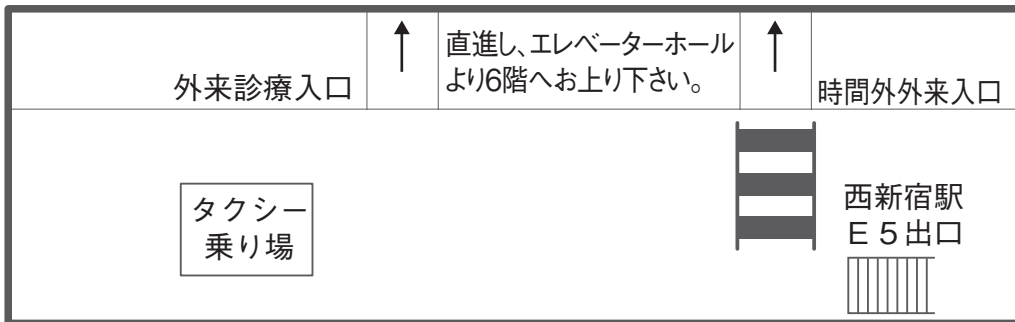 直進し、エレベーターホール
より6階へお上り下さい。
外来診療入口
時間外外来入口
タクシー
乗り場
西新宿駅
E5出口